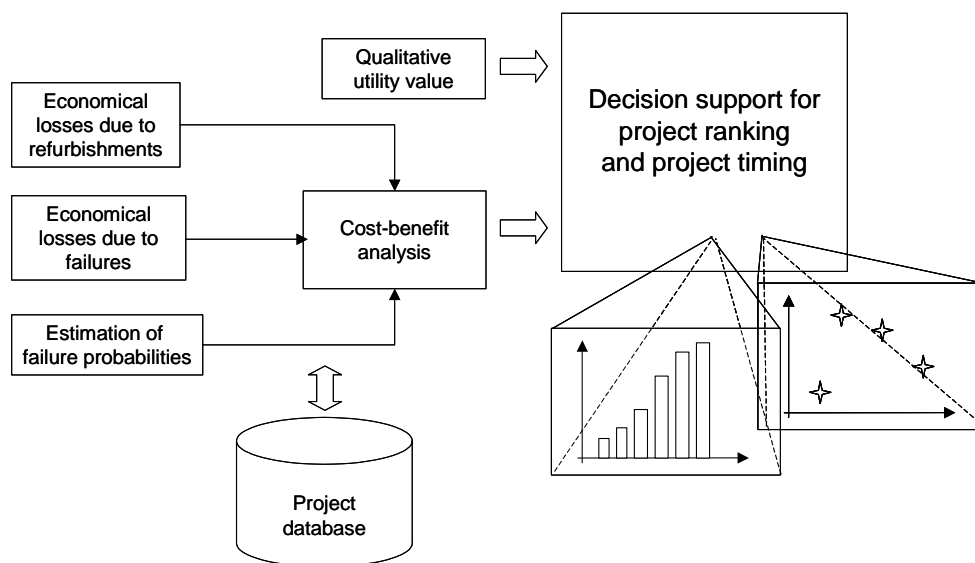 Qualitative
utility value
Economical
losses due to
refurbishments
Decision support for
project ranking
and project timing
Economical
losses due to
failures
Cost-benefit
analysis
Estimation of
failure probabilities
Project
database